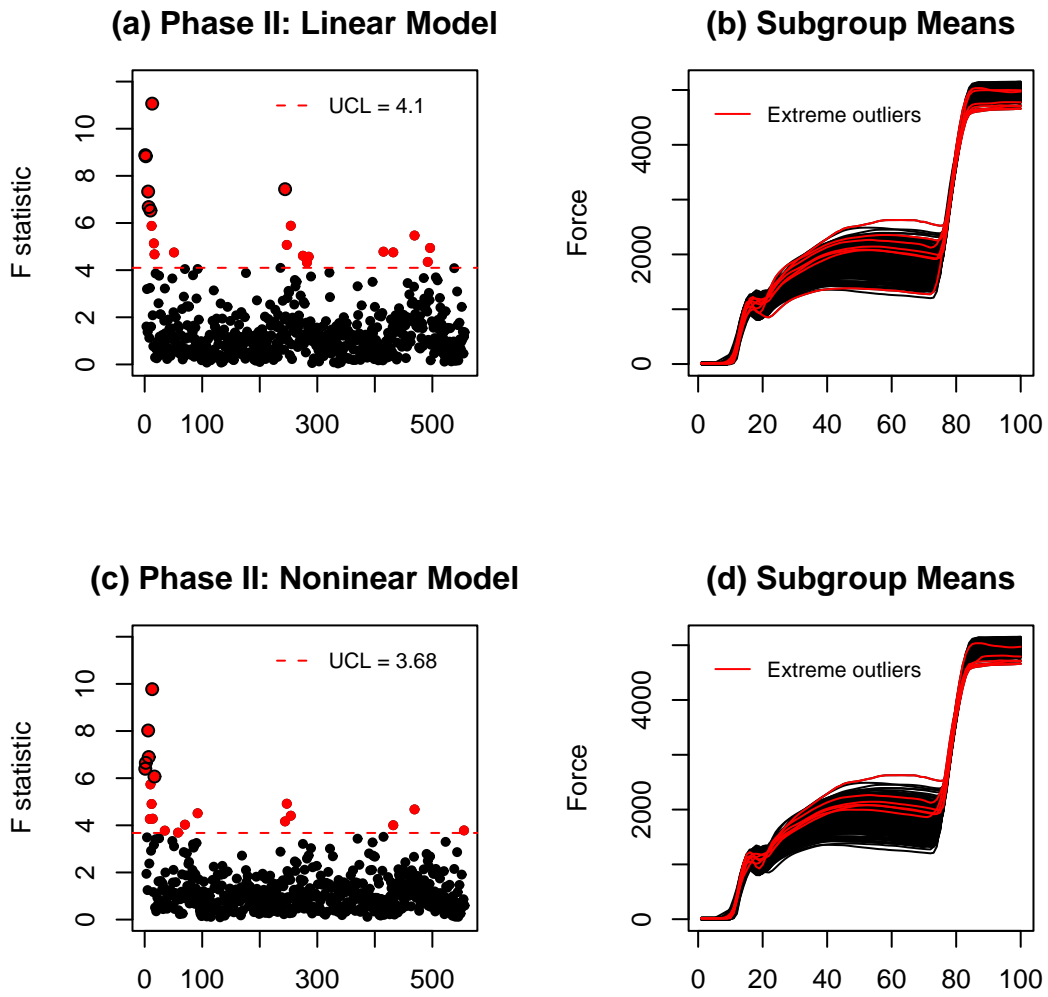 (a) Phase II: Linear Model
F statistic
0 2 4 6 8 10
UCL = 4.1
0 100 300 500
(b) Subgroup Means
Force
0 2000 4000
Extreme outliers
0 20 40 60 80 100
(c) Phase II: Noninear Model
F statistic
0 2 4 6 8 10
UCL = 3.68
0 100 300 500
(d) Subgroup Means
Force
0 2000 4000
Extreme outliers
0 20 40 60 80 100